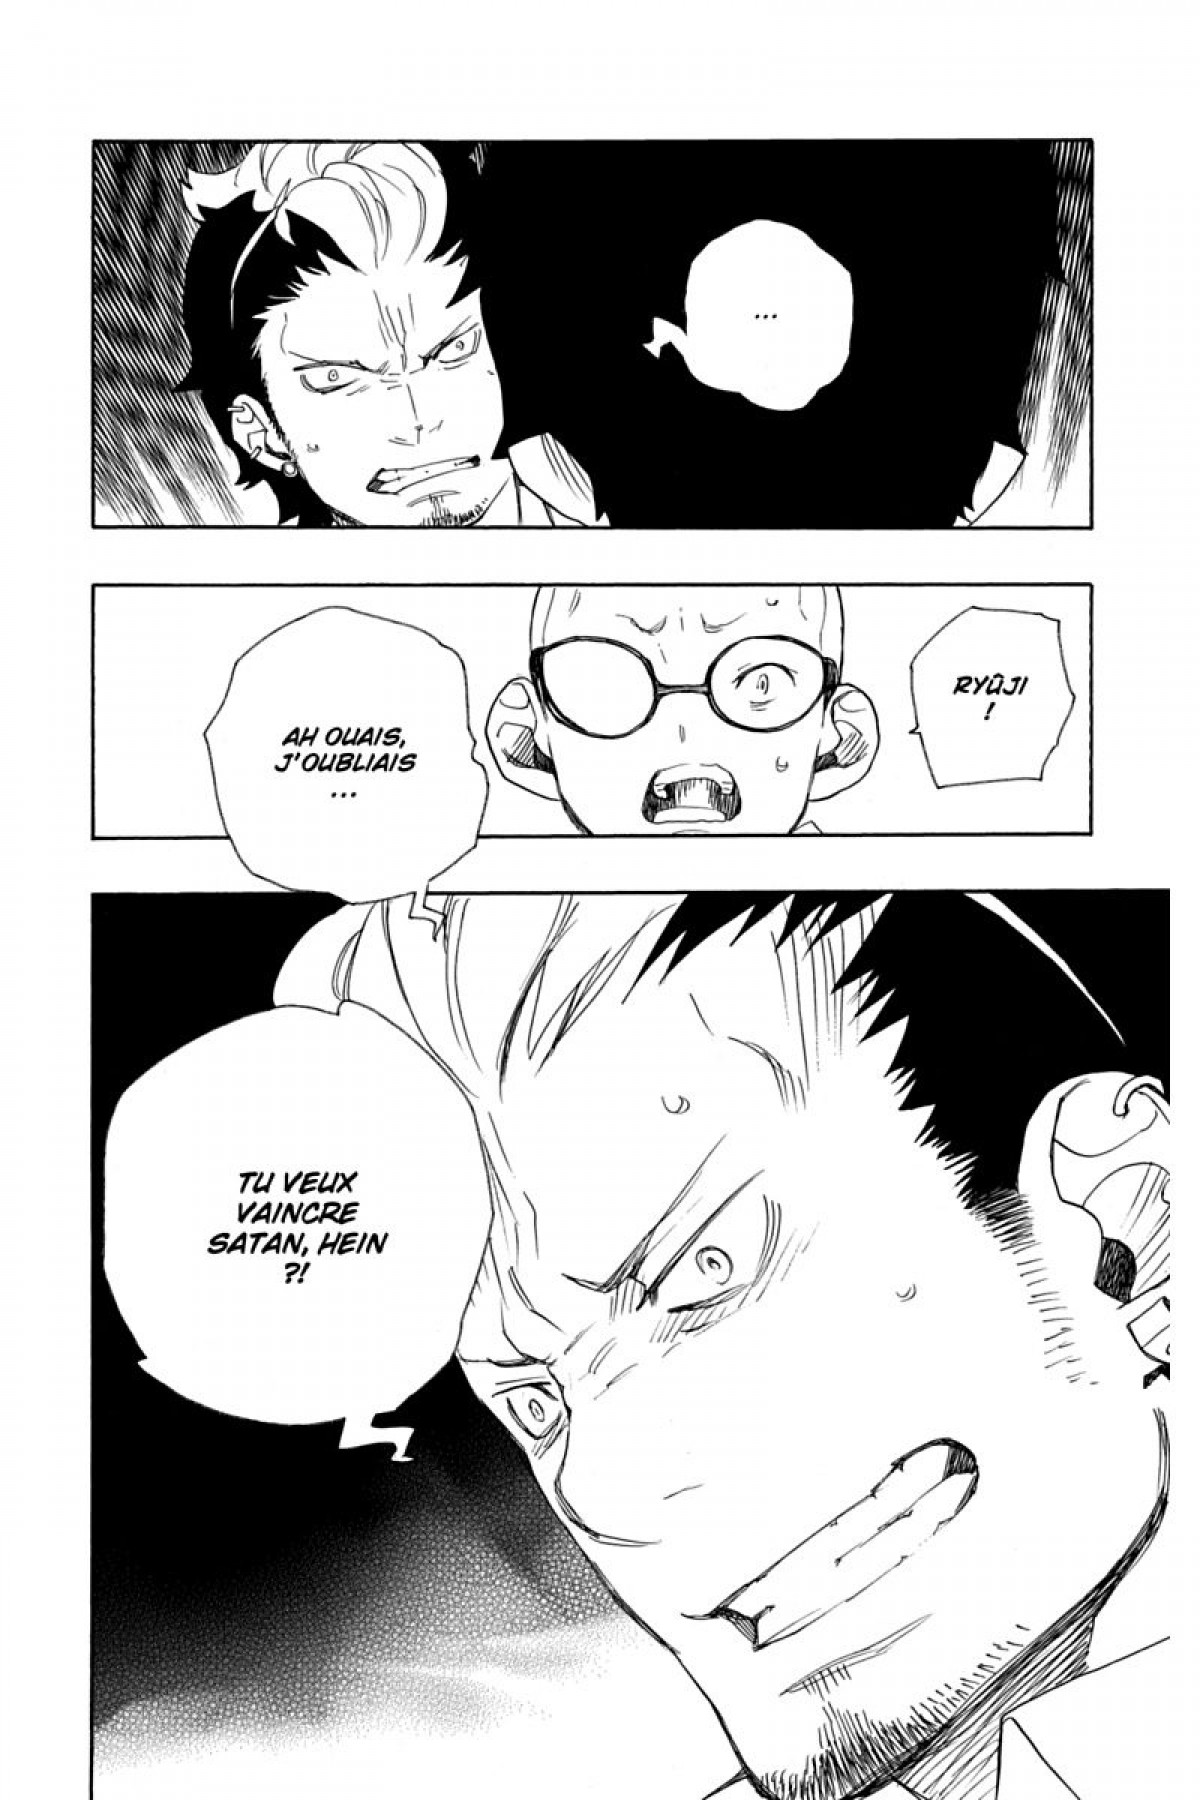 ...
RYÛJI
!
AH OUAIS,
J'OUBLIAIS
...
TU VEUX
VAINCRE
SATAN, HEIN
?!